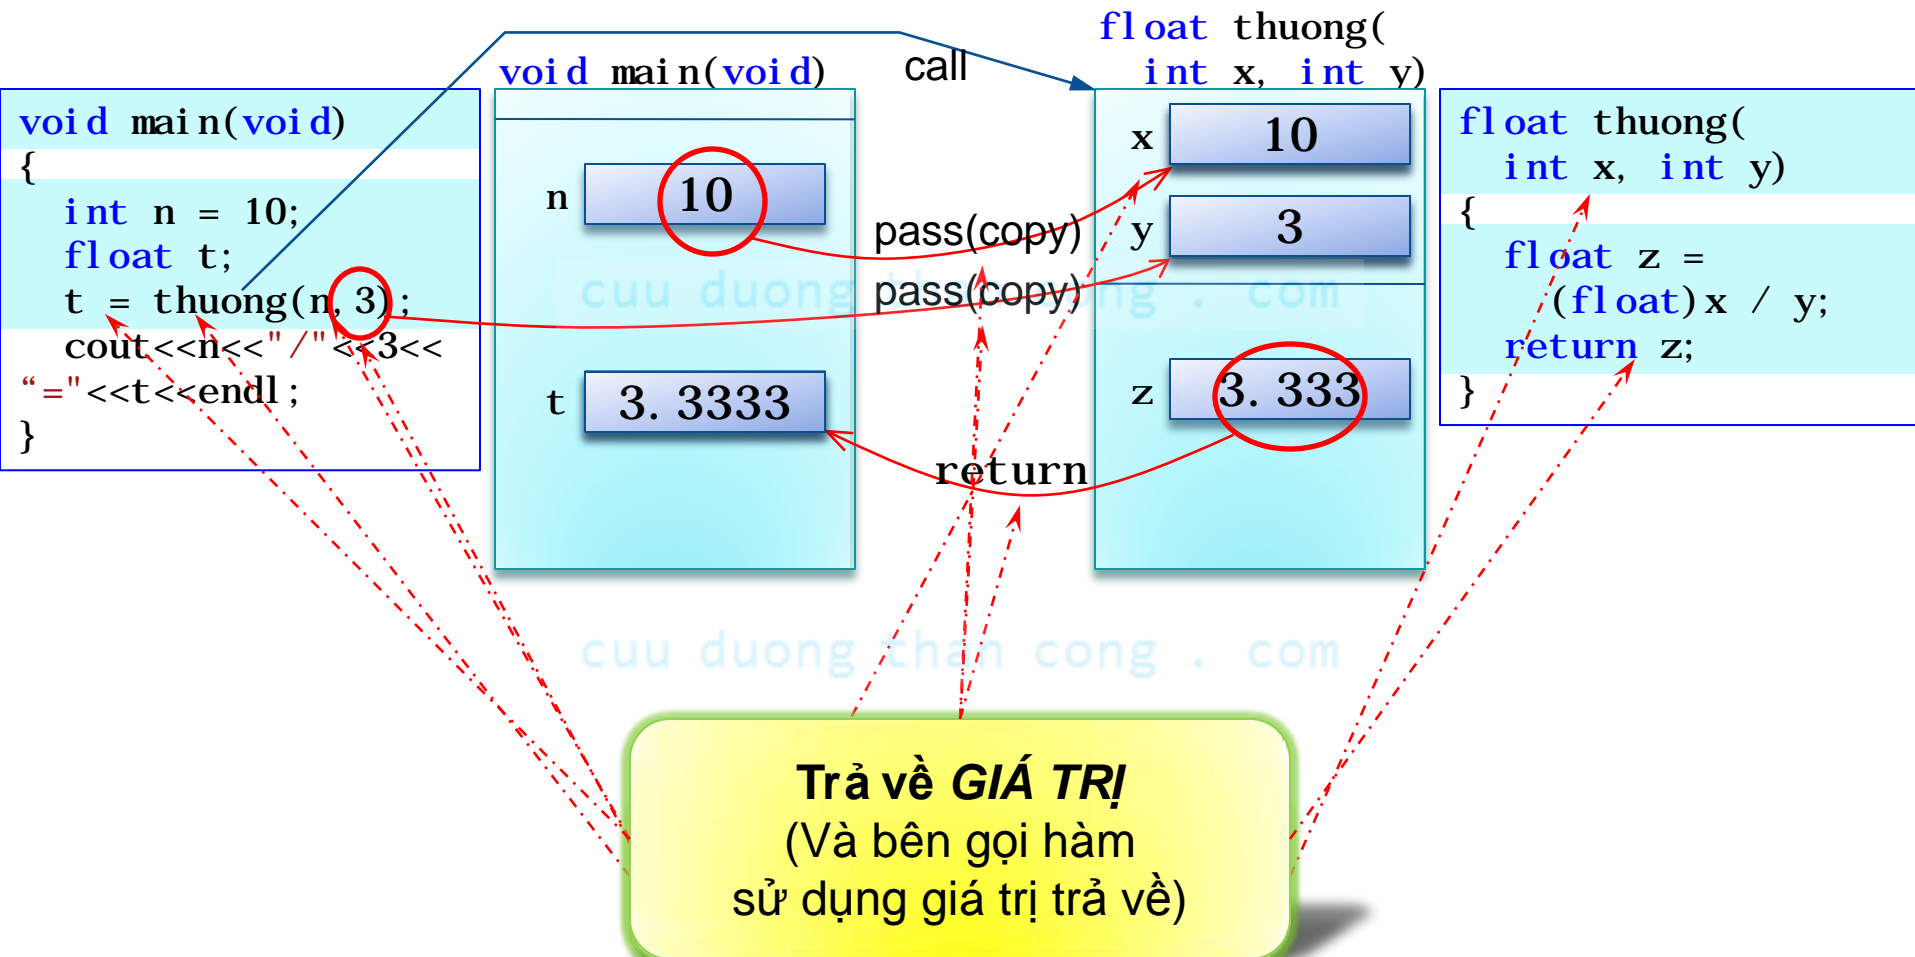 void main(void)
{
int n = 10;
float t;
t = thuong(n,3);
cout<<n<<"/"<<3<<
“="<<t<<endl;
}
void main(void)
n 10
t 3.3333
call
pass(copy)
pass(copy)
return
float thuong(
int x, int y)
x 10
y 3
z 3.333
float thuong(
int x, int y)
{
float z =
(float)x / y;
return z;
}
cuu duong than cong . com
cuu duong than cong . com
Trả về GIÁ TRỊ
(Và bên gọi hàm
sử dụng giá trị trả về)